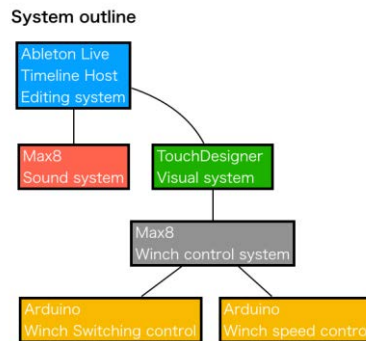 System outline
Ableton Live
Timeline Host
Editing system
Max8
Sound system
TouchDesigner
Visual system
Max8
Winch control system
Arduino
Winch Switching control
Arduino
Winch speed control